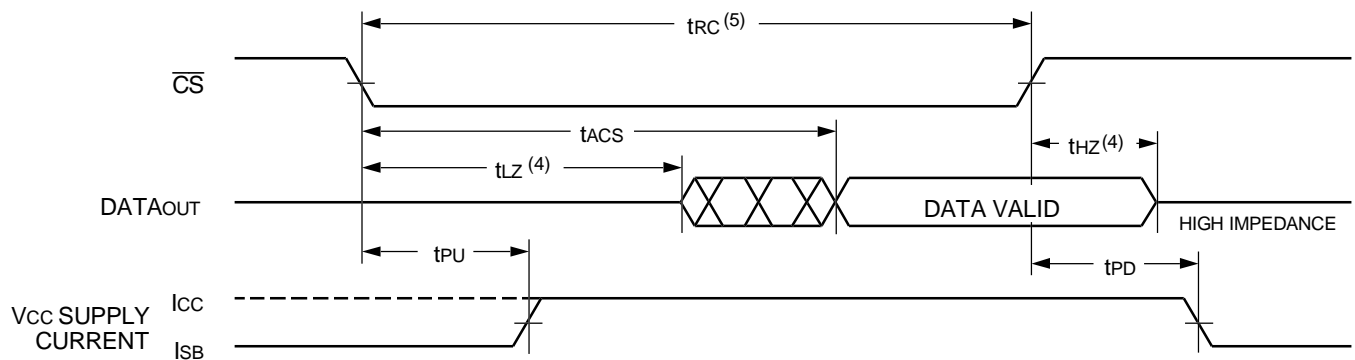 tRC (5)
CS
tACS
tHZ (4)
tLZ (4)
DATAOUT
DATA VALID
HIGH IMPEDANCE
tPU
tPD
ICC
VCC SUPPLY
CURRENT
ISB